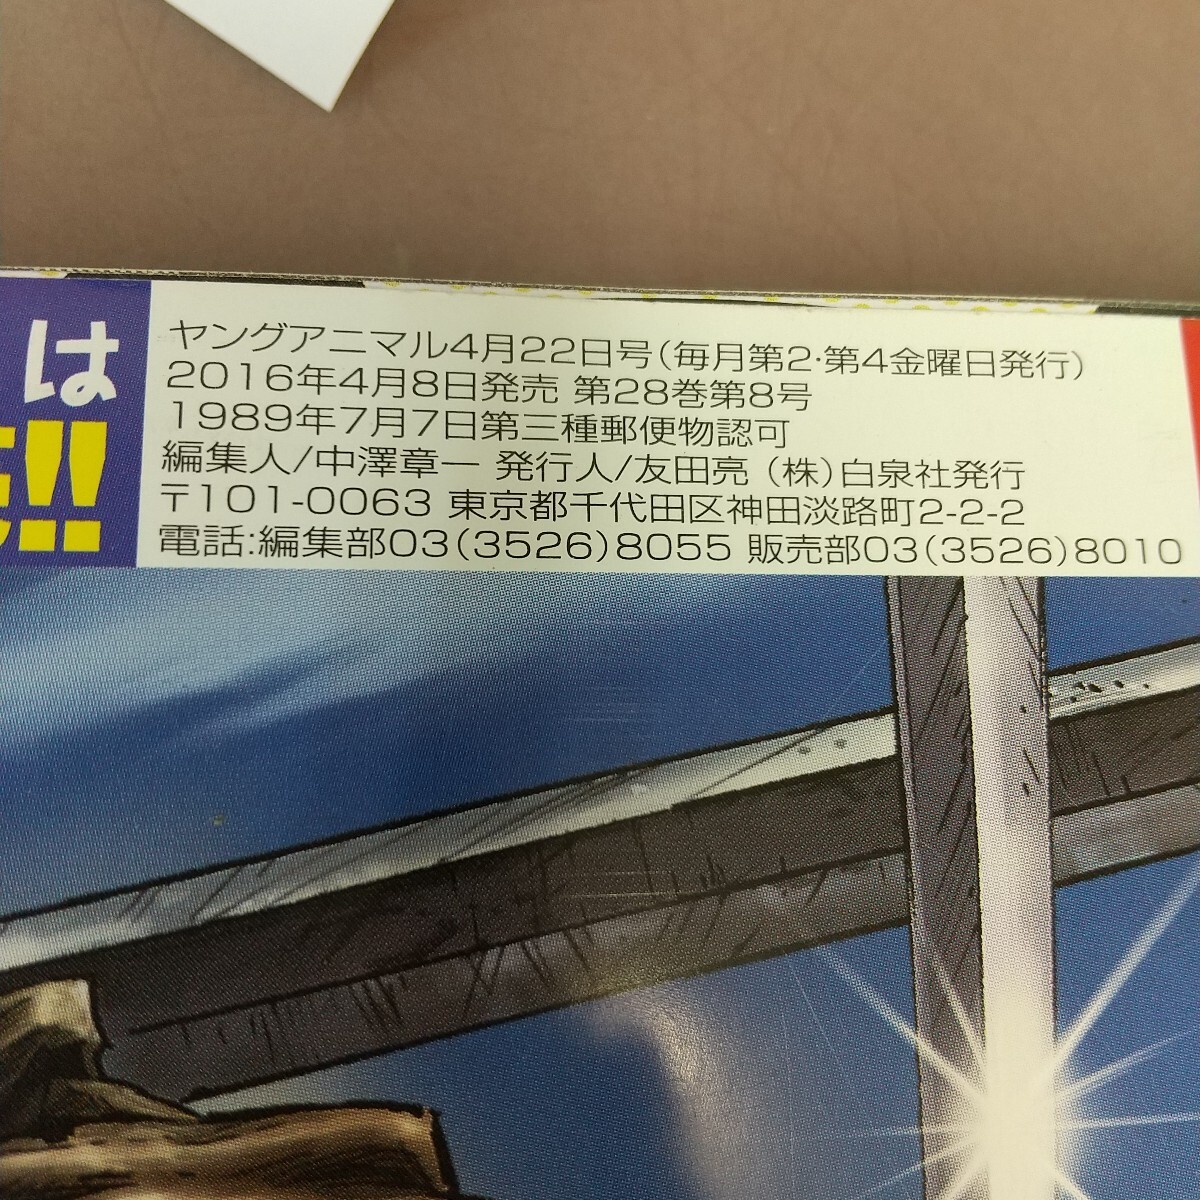 ヤングアニマル4月22日号(毎月第2·第4金曜日発行)
2016年4月8日発売 第28巻第8号
1989年7月7日第三種郵便物認可
編集人/中澤章一 発行人/友田亮 (株)白泉社発行
〒101-0063 東京都千代田区神田淡路町2-2-2
電話:編集部03(3526)8055 販売部03(3526)8010
は
!!